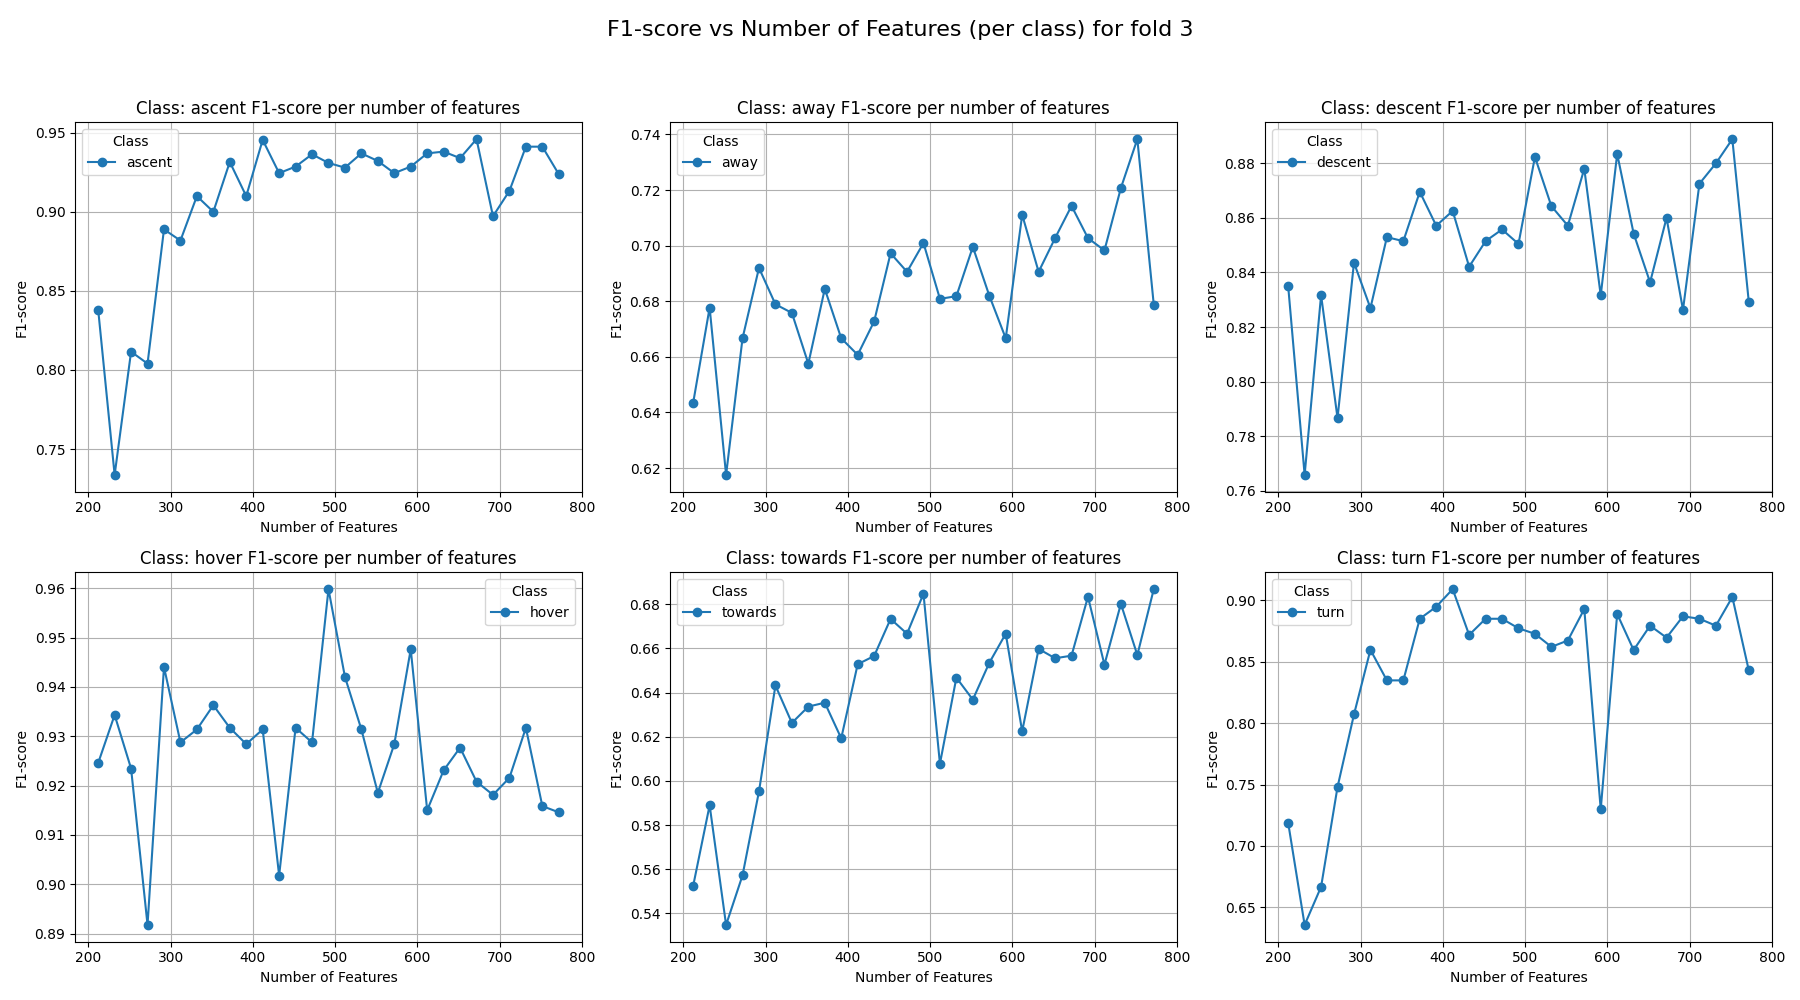 F1-score vs Number of Features (per class) for fold 3
Class: ascent F1-score per number of features
Class
ascent
F1-score
0.95
0.90
0.85
0.80
0.75
200 300 400 500 600 700 800
Number of Features
Class: away F1-score per number of features
Class
away
F1-score
0.74
0.72
0.70
0.68
0.66
0.64
0.62
200 300 400 500 600 700 800
Number of Features
Class: descent F1-score per number of features
Class
descent
F1-score
0.88
0.86
0.84
0.82
0.80
0.78
0.76
200 300 400 500 600 700 800
Number of Features
Class: hover F1-score per number of features
Class
hover
F1-score
0.96
0.95
0.94
0.93
0.92
0.91
0.90
0.89
200 300 400 500 600 700 800
Number of Features
Class: towards F1-score per number of features
Class
towards
F1-score
0.68
0.66
0.64
0.62
0.60
0.58
0.56
0.54
200 300 400 500 600 700 800
Number of Features
Class: turn F1-score per number of features
Class
turn
F1-score
0.90
0.85
0.80
0.75
0.70
0.65
200 300 400 500 600 700 800
Number of Features